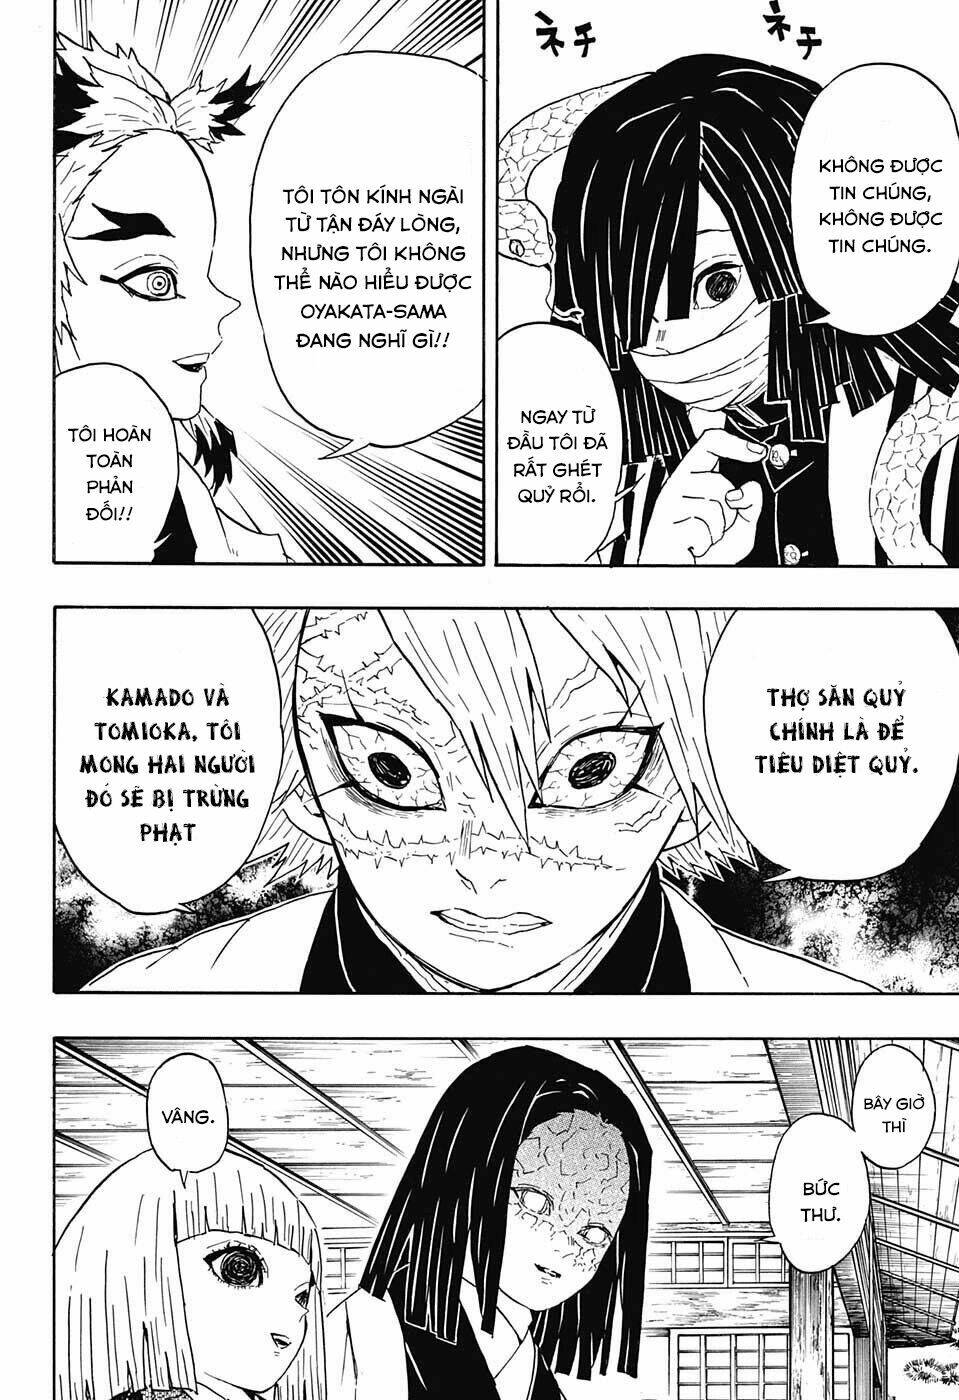 ネチ
ネチ
KHÔNG ĐƯỢC
TIN CHÚNG,
KHÔNG ĐƯỢC
TIN CHÚNG.
NGAY TỪ
ĐẦU TÔI ĐÃ
RẤT GHÉT
QUỶ RỒI.
TÔI TÔN KÍNH NGÀI
TỪ TẬN ĐÁY LÒNG,
NHƯNG TÔI KHÔNG
THỂ NÀO HIỂU ĐƯỢC
OYAKATA-SAMA
ĐANG NGHĨ GÌ!!
TÔI HOÀN
TOÀN
PHẢN
ĐỐI!!
THỢ SĂN QUỶ
CHÍNH LÀ ĐỂ
TIÊU DIỆT QUỶ.
KAMADO VÀ
TOMIOKA, TÔI
MONG HAI NGƯỜI
ĐÓ SẼ BỊ TRỪNG
PHẠT
BÂY GIỜ
THÌ
BỨC
THƯ.
VÂNG.